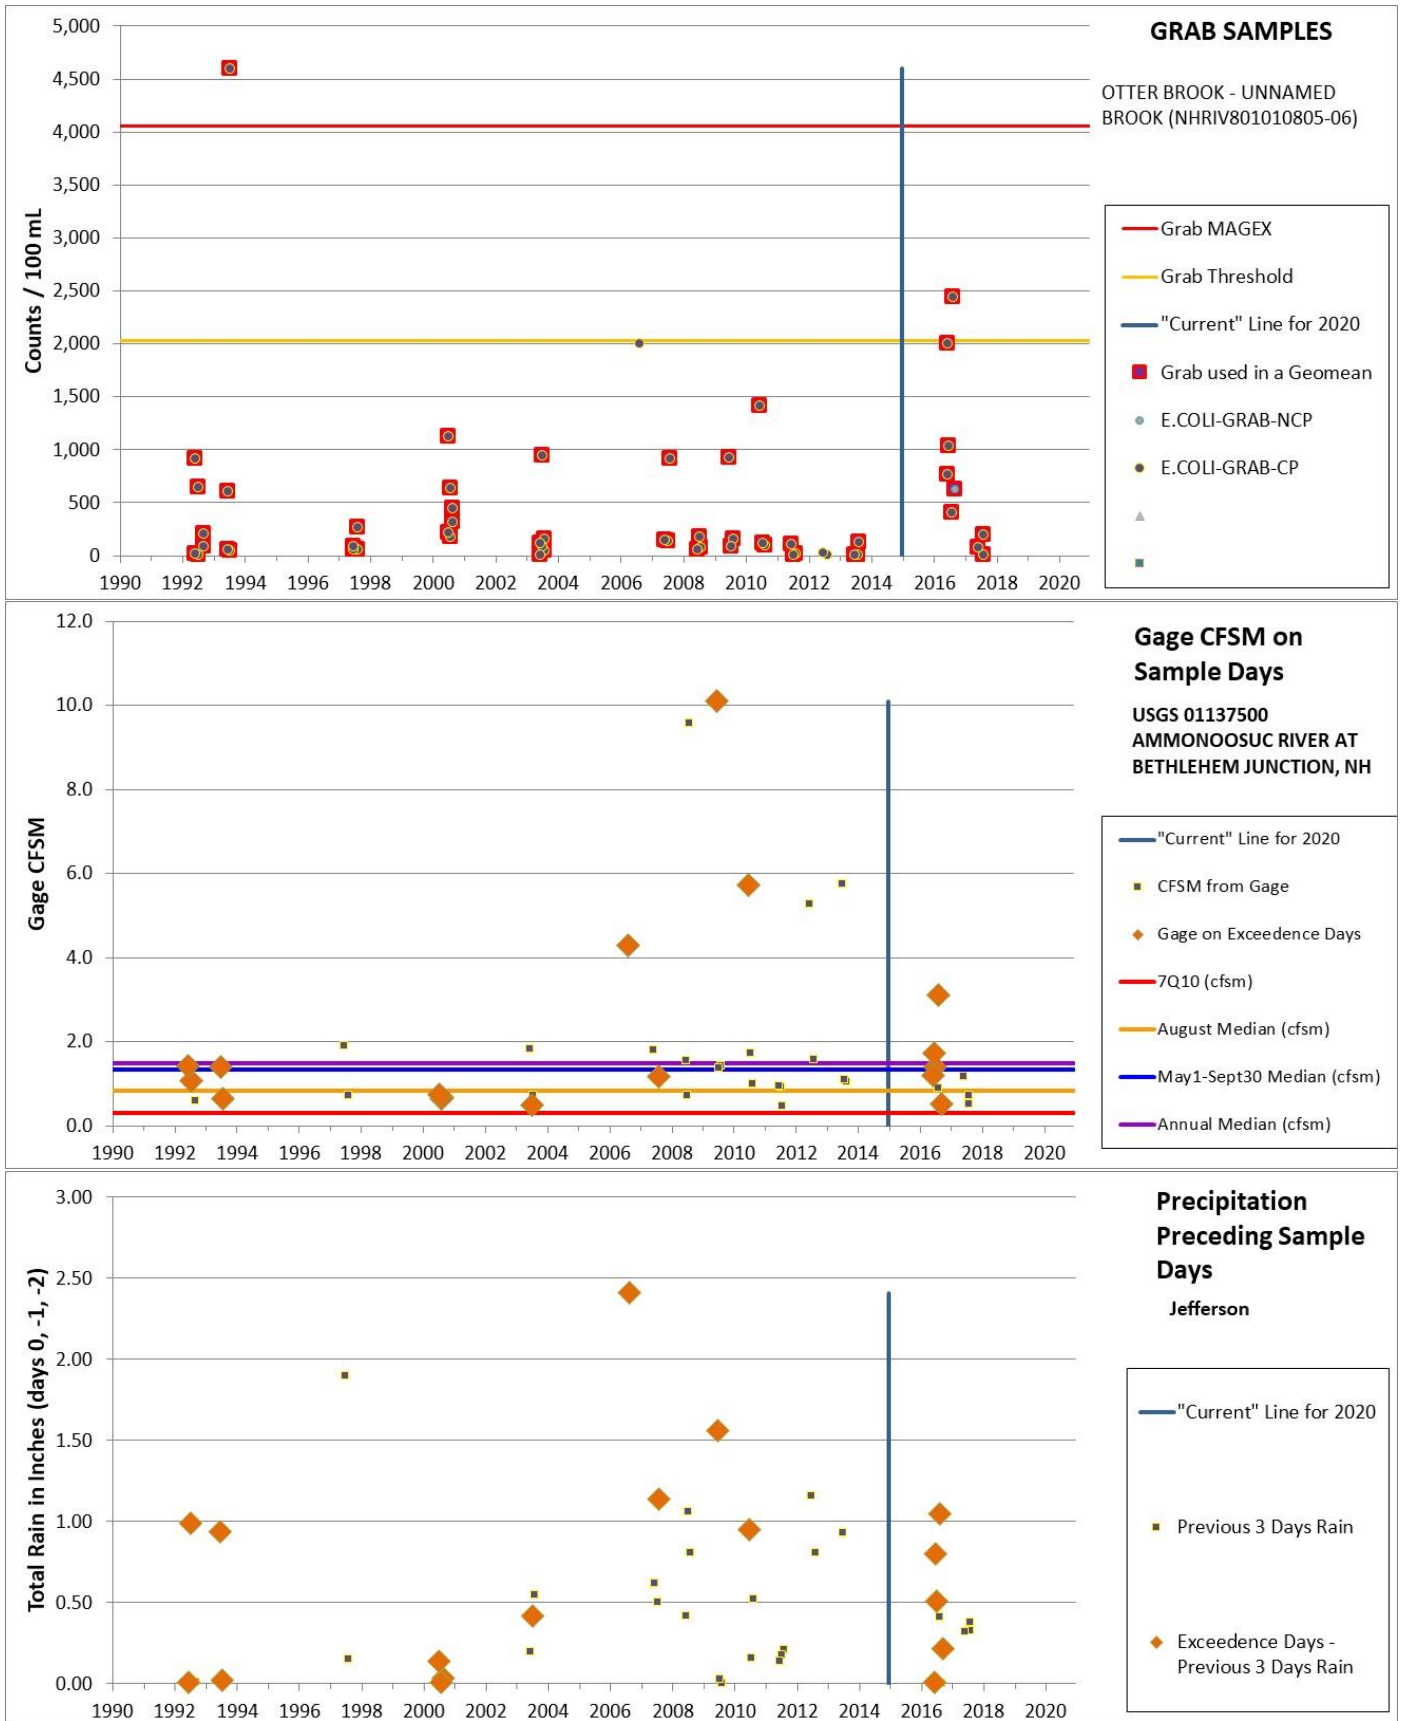 GRAB SAMPLES
OTTER BROOK - UNNAMED
BROOK (NHRIV801010805-06)
Counts / 100 mL
5,000
4,500
4,000
3,500
3,000
2,500
2,000
1,500
1,000
500
0
1990 1992 1994 1996 1998 2000 2002 2004 2006 2008 2010 2012 2014 2016 2018 2020
Grab MAGEX
Grab Threshold
"Current" Line for 2020
Grab used in a Geomean
E.COLI-GRAB-NCP
E.COLI-GRAB-CP
Gage CFSM on
Sample Days
USGS 01137500
AMMONOOSUC RIVER AT
BETHLEHEM JUNCTION, NH
Gage CFSM
12.0
10.0
8.0
6.0
4.0
2.0
0.0
1990 1992 1994 1996 1998 2000 2002 2004 2006 2008 2010 2012 2014 2016 2018 2020
"Current" Line for 2020
CFSM from Gage
Gage on Exceedence Days
7Q10 (cfsm)
August Median (cfsm)
May1-Sept30 Median (cfsm)
Annual Median (cfsm)
Precipitation
Preceding Sample
Days
Jefferson
Total Rain in Inches (days 0, -1, -2)
3.00
2.50
2.00
1.50
1.00
0.50
0.00
1990 1992 1994 1996 1998 2000 2002 2004 2006 2008 2010 2012 2014 2016 2018 2020
"Current" Line for 2020
Previous 3 Days Rain
Exceedence Days -
Previous 3 Days Rain